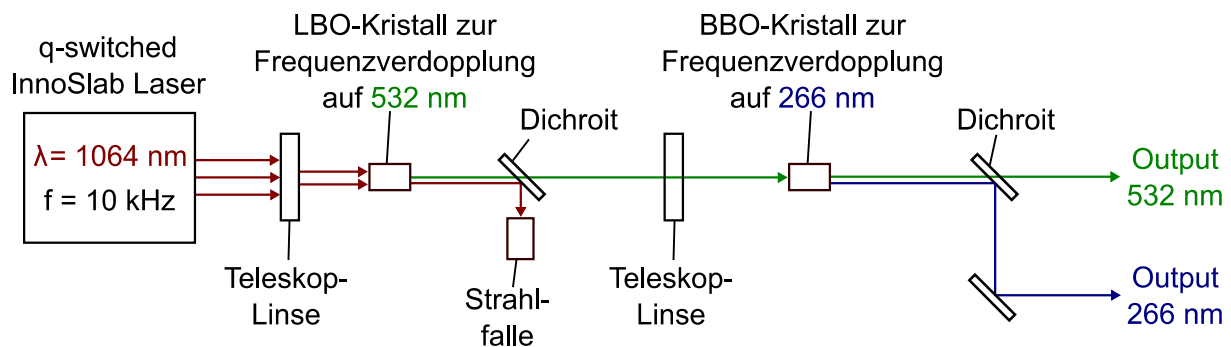 q-switched
InnoSlab Laser
λ= 1064 nm
f = 10 kHz
Teleskop-
Linse
LBO-Kristall zur
Frequenzverdopplung
auf 532 nm
Dichroit
Strahl-
falle
Teleskop-
Linse
BBO-Kristall zur
Frequenzverdopplung
auf 266 nm
Dichroit
Output
532 nm
Output
266 nm